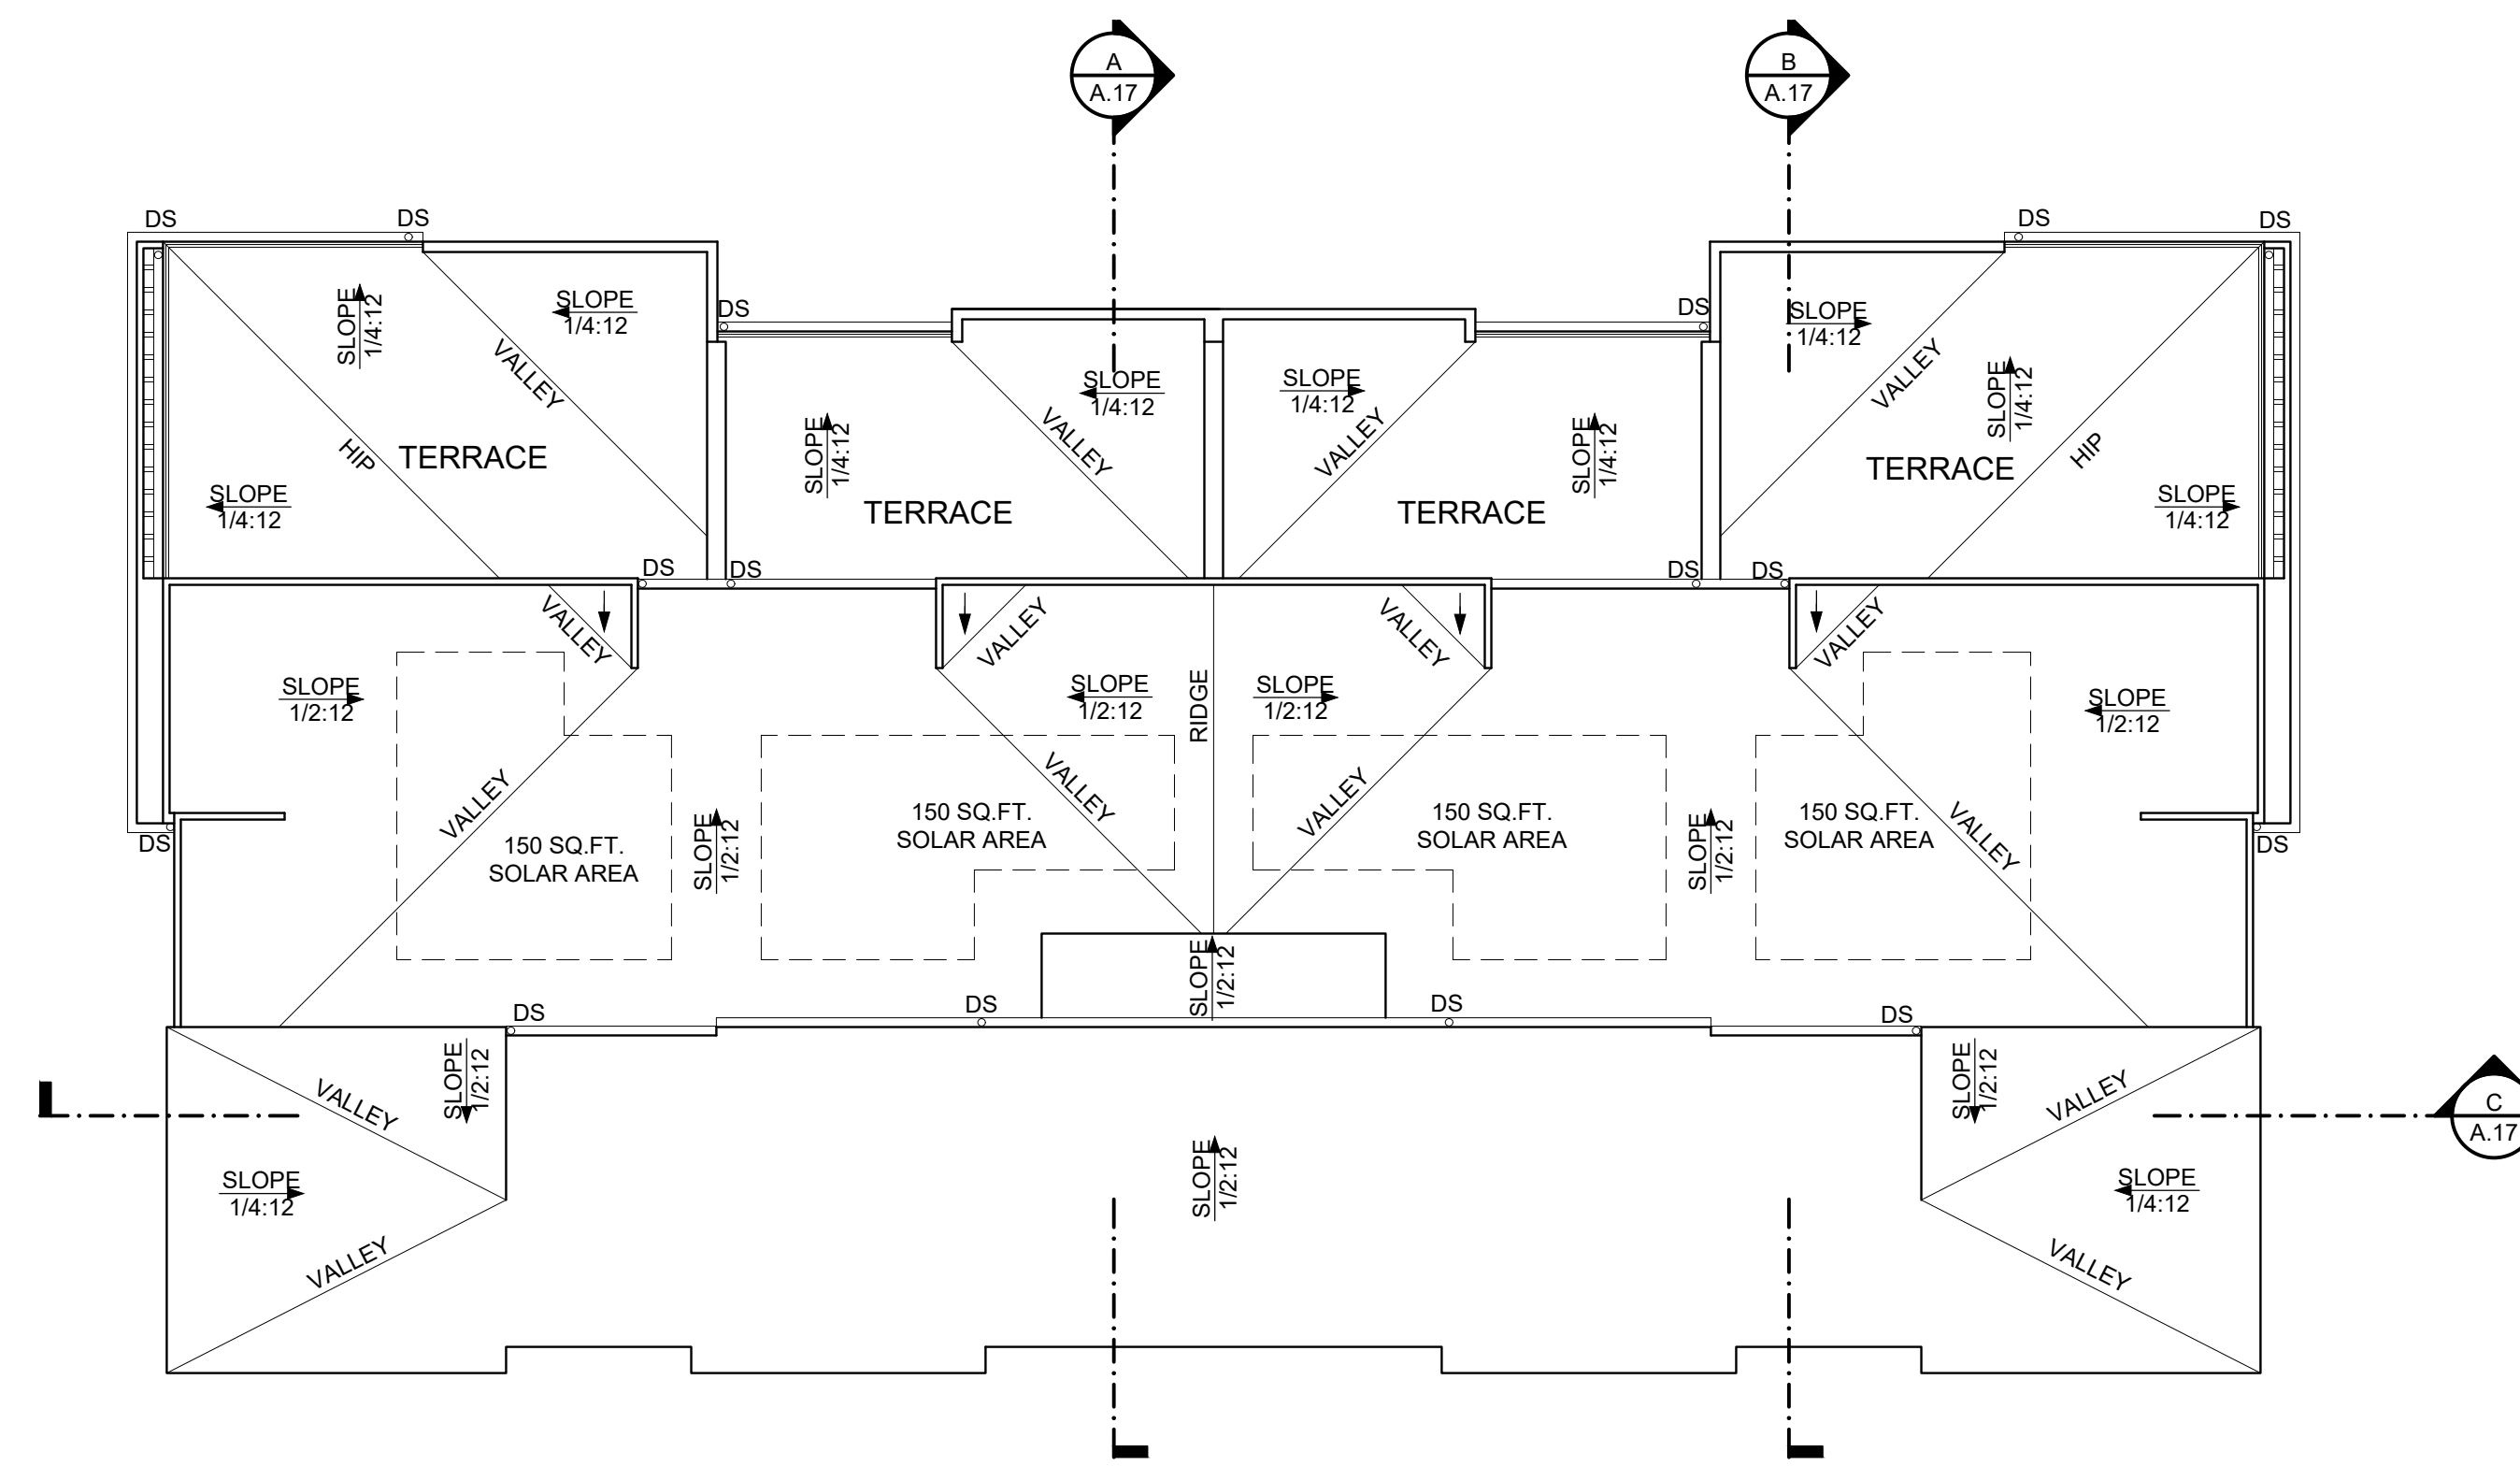 A
A.17
B
A.17
DS
DS
DS
DS
SLOPE
1/4:12
SLOPE
1/4:12
DS
DS
SLOPE
1/4:12
VALLEY
SLOPE
1/4:12
SLOPE
1/4:12
VALLEY
SLOPE
1/4:12
HIP
TERRACE
SLOPE
1/4:12
VALLEY
VALLEY
SLOPE
1/4:12
TERRACE
HIP
SLOPE
1/4:12
TERRACE
TERRACE
SLOPE
1/4:12
DS
DS
DS
DS
VALLEY
VALLEY
VALLEY
VALLEY
SLOPE
1/2:12
SLOPE
1/2:12
RIDGE
SLOPE
1/2:12
SLOPE
1/2:12
VALLEY
VALLEY
VALLEY
VALLEY
150 SQ.FT.
SOLAR AREA
SLOPE
1/2:12
150 SQ.FT.
SOLAR AREA
150 SQ.FT.
SOLAR AREA
SLOPE
1/2:12
150 SQ.FT.
SOLAR AREA
DS
DS
SLOPE
1/2:12
DS
DS
DS
DS
SLOPE
1/2:12
SLOPE
1/2:12
VALLEY
VALLEY
C
A.17
SLOPE
1/4:12
SLOPE
1/2:12
SLOPE
1/4:12
VALLEY
VALLEY